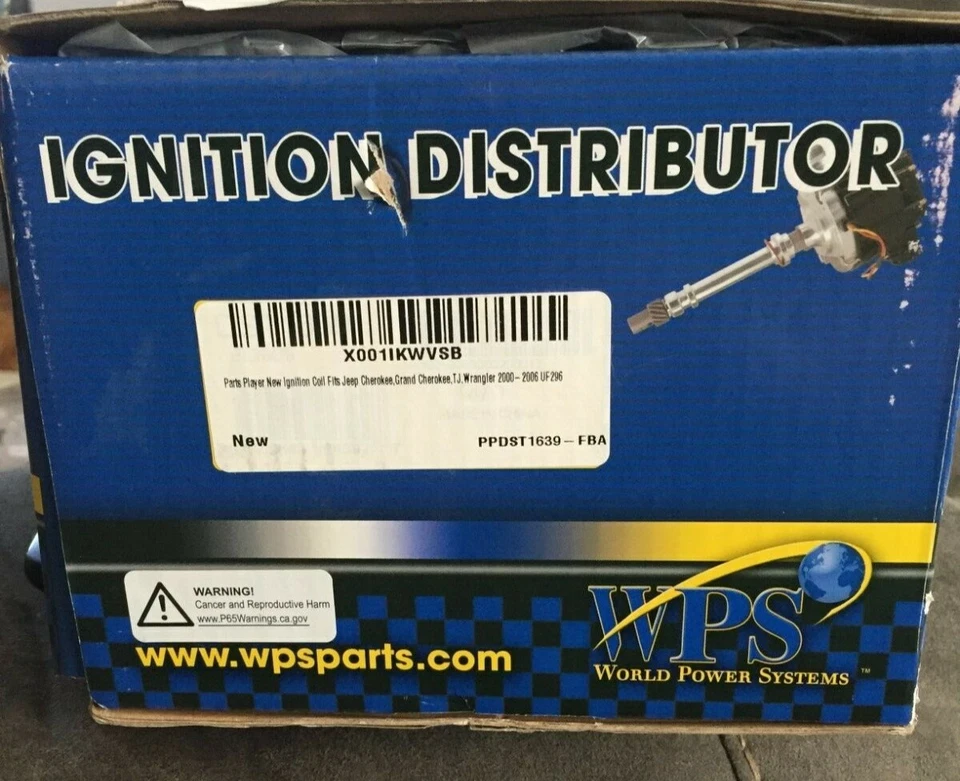 IGNITION DISTRIBUTOR
X001IKWVSB
Parts Player New Ignition Coil Fits Jeep Cherokee,Grand Cherokee,TJ,Wrangler 2000-2006 UF296
New PPDST1639-FBA
WARNING!
Cancer and Reproductive Harm
www.P65Warnings.ca.gov
www.wpsparts.com
WPS
WORLD POWER SYSTEMS ™